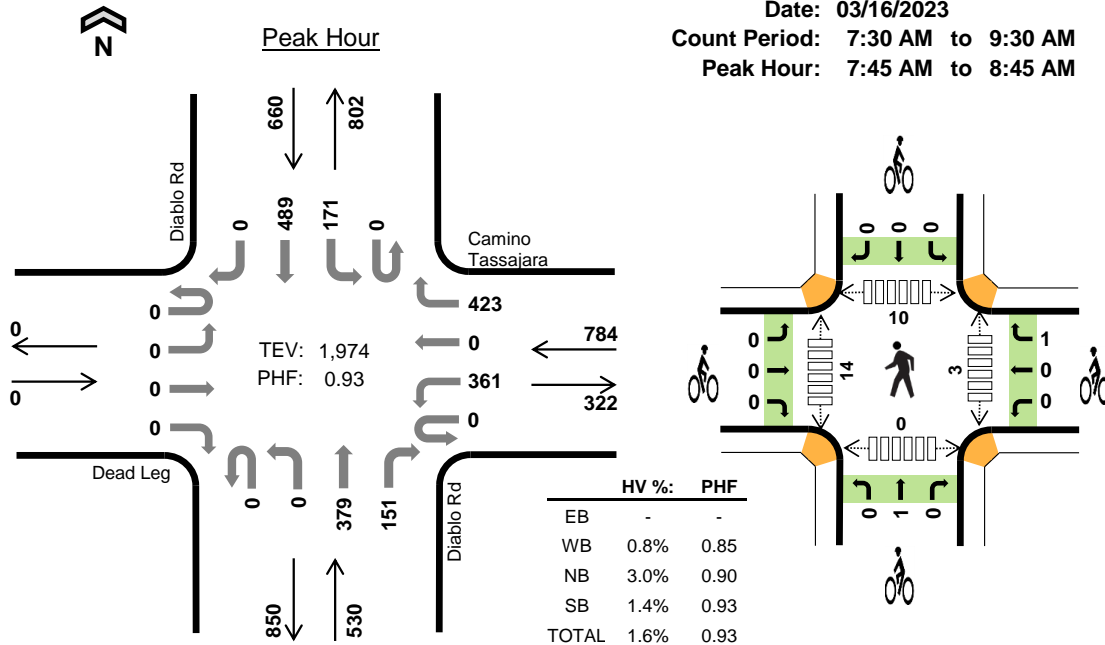 N
Peak Hour
Date: 03/16/2023
Count Period: 7:30 AM to 9:30 AM
Peak Hour: 7:45 AM to 8:45 AM
660
802
Diablo Rd
0
489
171
0
Camino
Tassajara
0
0
0
0
0
0
TEV: 1,974
PHF: 0.93
423
0
361
0
784
322
Dead Leg
0
0
379
151
Diablo Rd
850
530
HV %: PHF
EB - -
WB 0.8% 0.85
NB 3.0% 0.90
SB 1.4% 0.93
TOTAL 1.6% 0.93
0
0
0
10
0
0
0
14
3
1
0
0
0
0
1
0